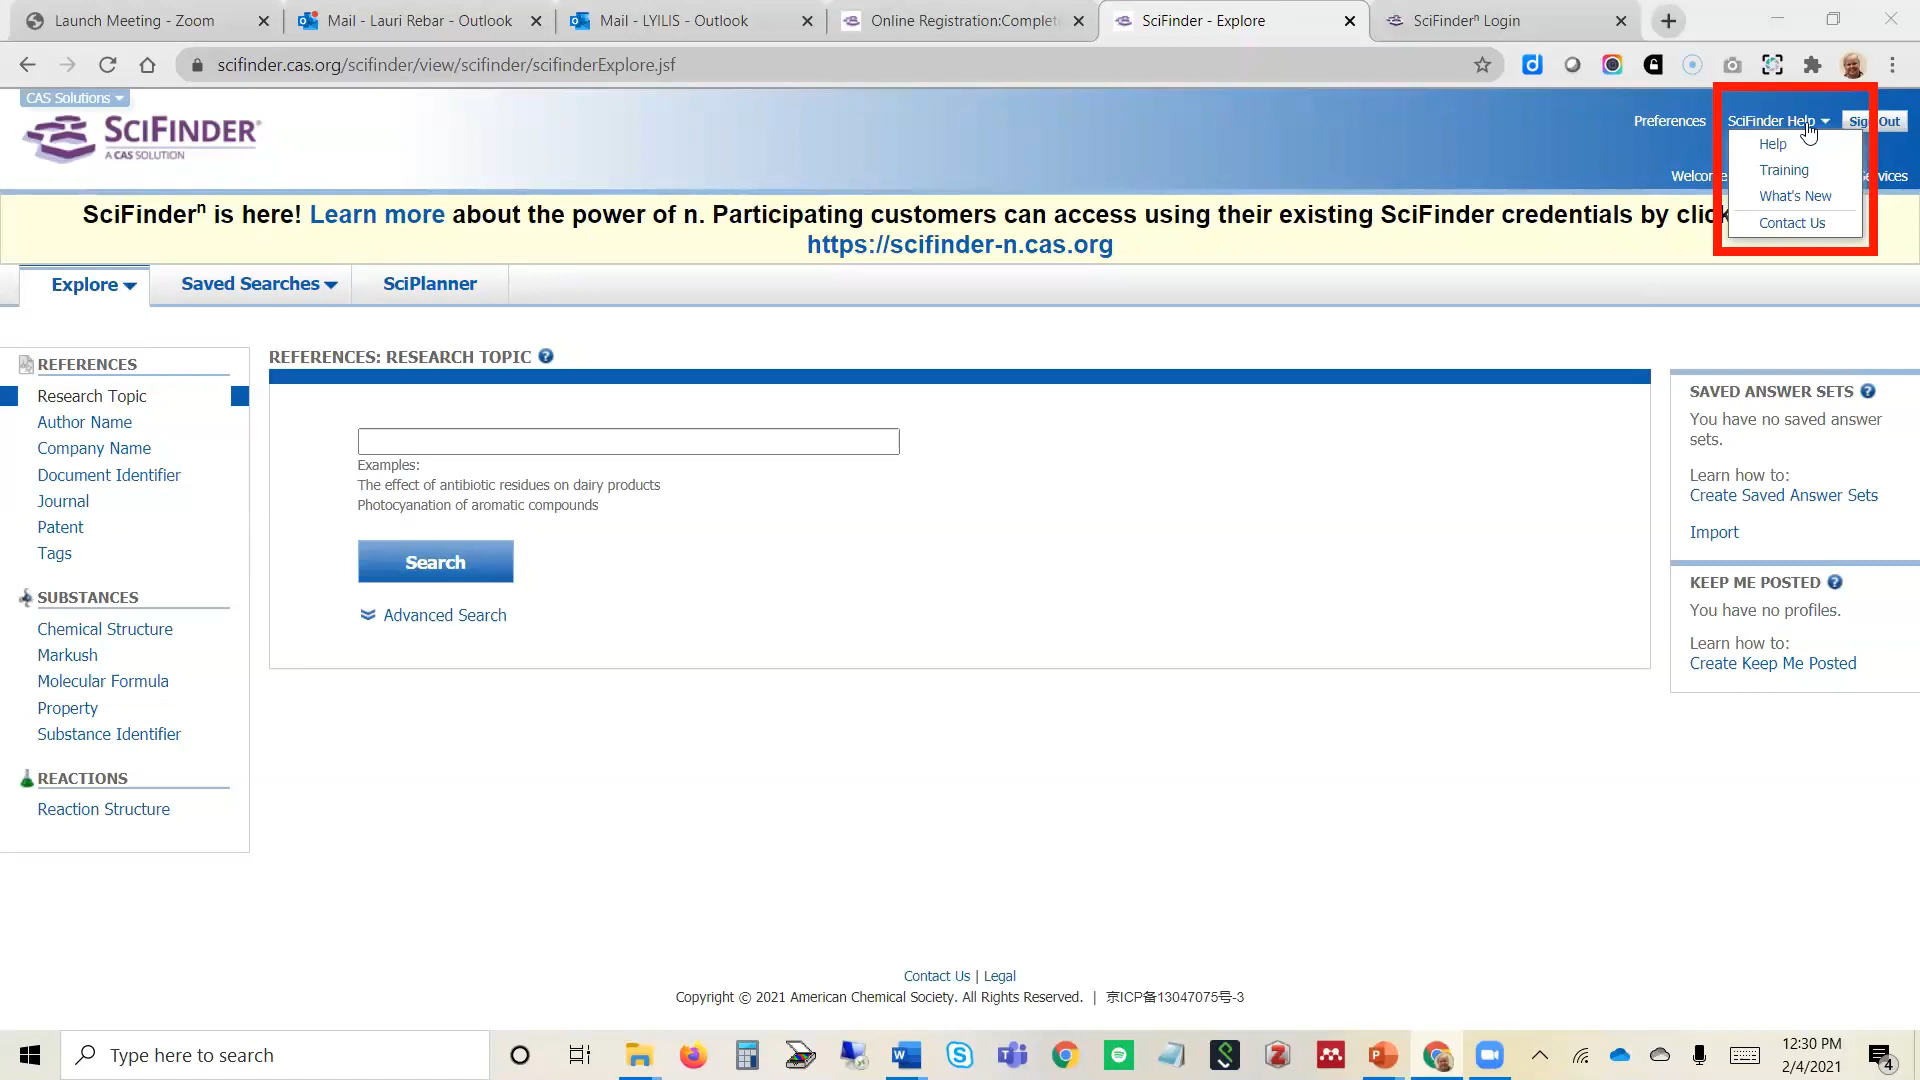 Launch Meeting - Zoom
Mail - Lauri Rebar - Outlook
Mail - LYILIS - Outlook
Online Registration:Complet
SciFinder - Explore
SciFinderⁿ Login
scifinder.cas.org/scifinder/view/scifinder/scifinderExplore.jsf
CAS Solutions
SCIFINDER®
A CAS SOLUTION
Preferences
SciFinder Help
Sign Out
Help
Training
What's New
Contact Us
Welcome
SciFinderⁿ is here! Learn more about the power of n. Participating customers can access using their existing SciFinder credentials by
https://scifinder-n.cas.org
Explore
Saved Searches
SciPlanner
REFERENCES
Research Topic
Author Name
Company Name
Document Identifier
Journal
Patent
Tags
SUBSTANCES
Chemical Structure
Markush
Molecular Formula
Property
Substance Identifier
REACTIONS
Reaction Structure
REFERENCES: RESEARCH TOPIC
Examples:
The effect of antibiotic residues on dairy products
Photocyanation of aromatic compounds
Search
Advanced Search
SAVED ANSWER SETS
You have no saved answer
sets.
Learn how to:
Create Saved Answer Sets
Import
KEEP ME POSTED
You have no profiles.
Learn how to:
Create Keep Me Posted
Contact Us | Legal
Copyright © 2021 American Chemical Society. All Rights Reserved. | 京ICP备13047075号-3
Type here to search
12:30 PM
2/4/2021
4